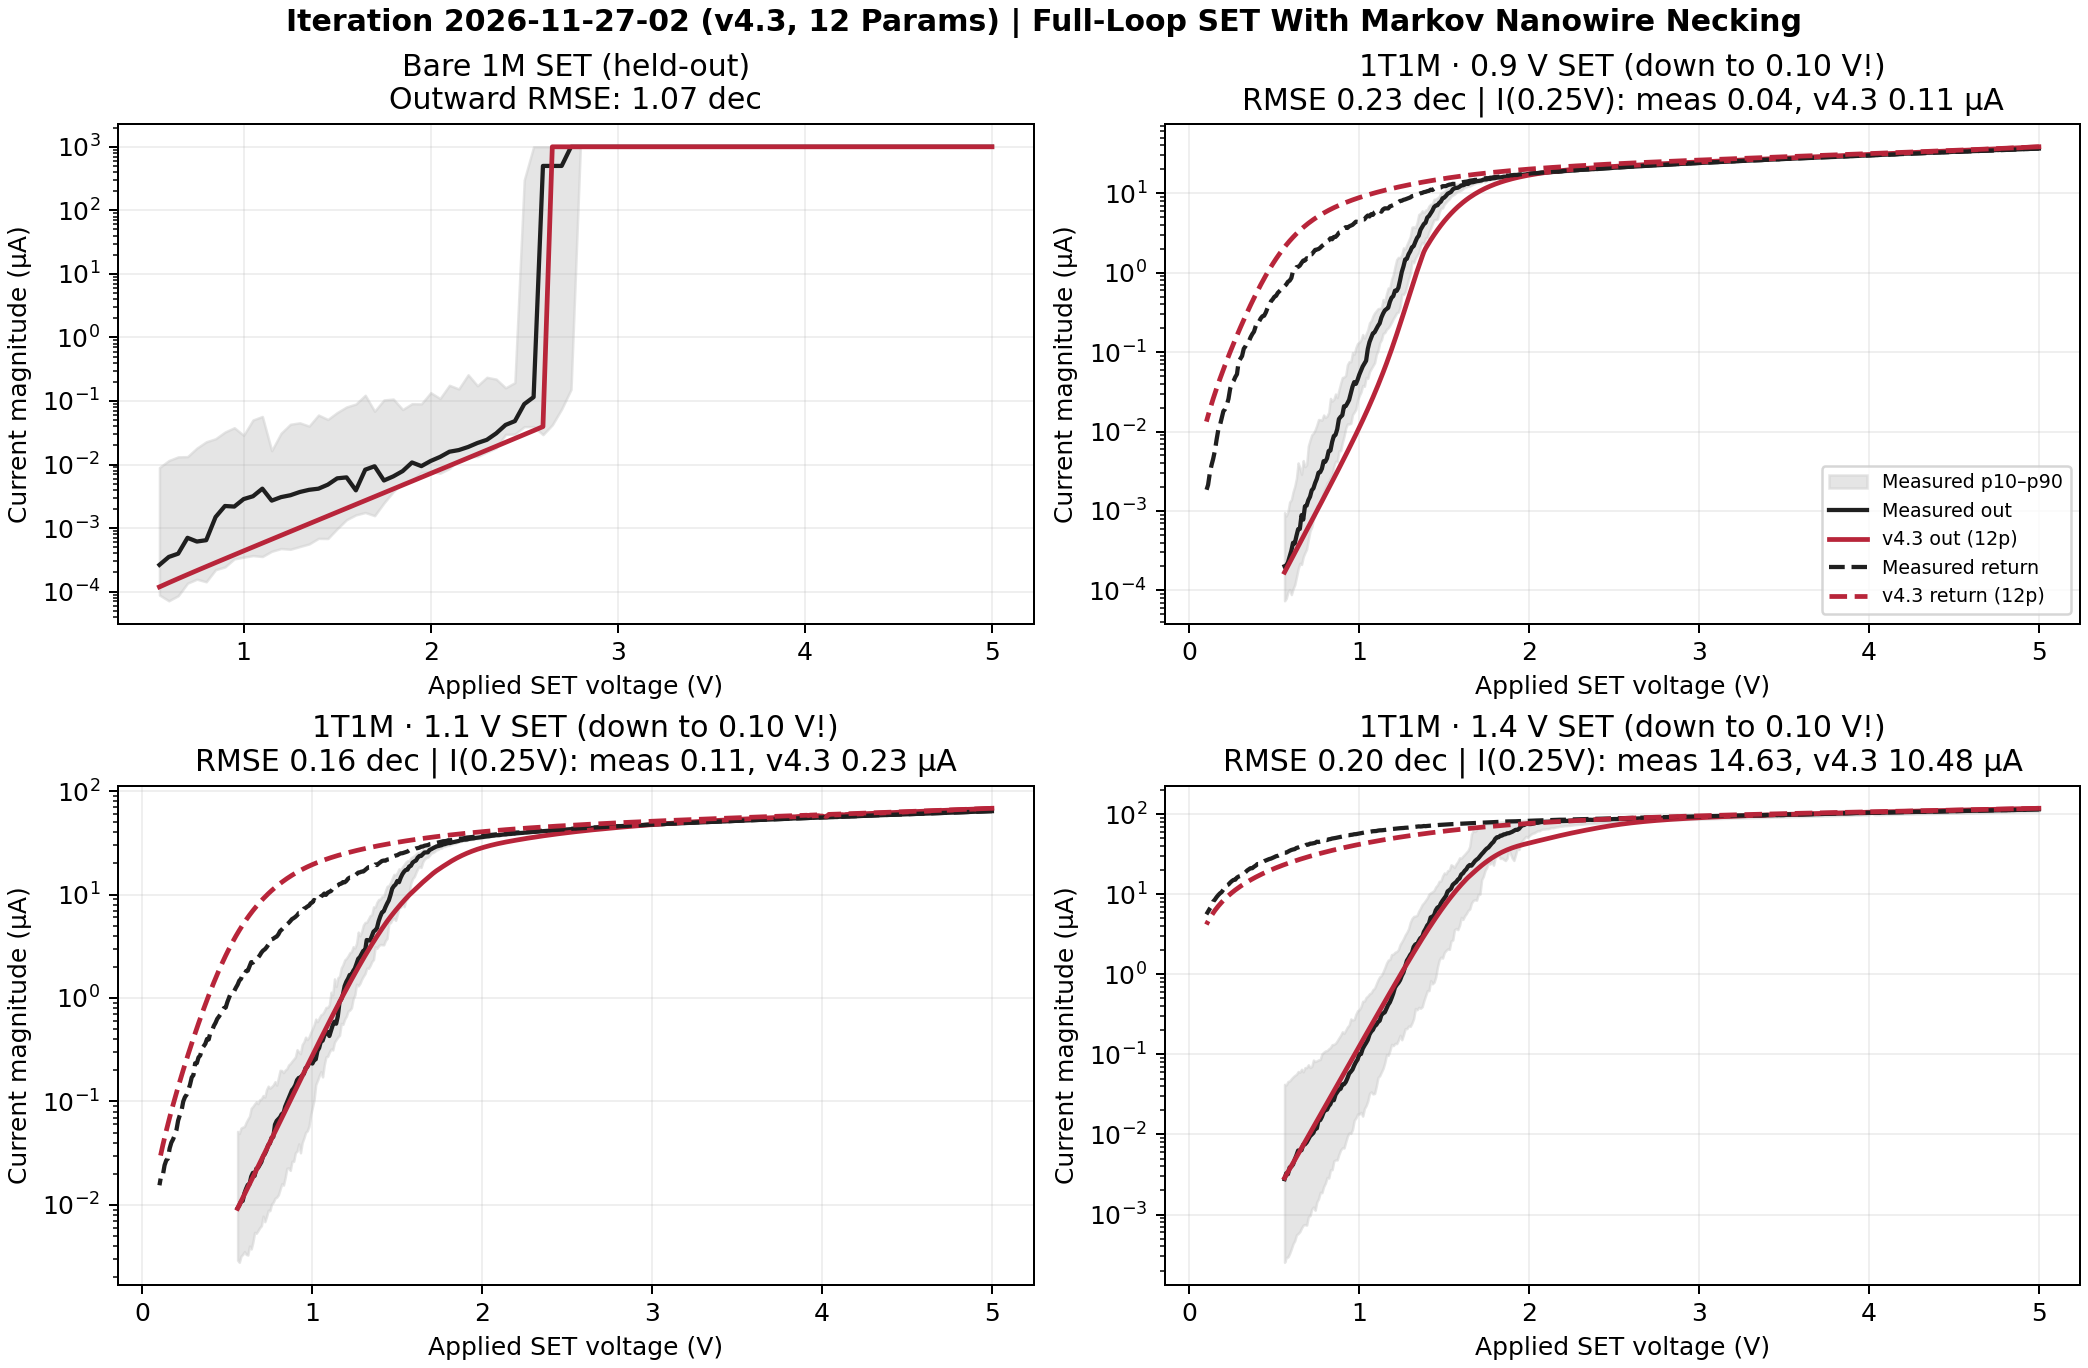 Iteration 2026-11-27-02 (v4.3, 12 Params) | Full-Loop SET With Markov Nanowire Necking
Bare 1M SET (held-out)
Outward RMSE: 1.07 dec
Current magnitude (µA)
10³
10²
10¹
10⁰
10⁻¹
10⁻²
10⁻³
10⁻⁴
1
2
3
4
5
Applied SET voltage (V)
1T1M · 0.9 V SET (down to 0.10 V!)
RMSE 0.23 dec | I(0.25V): meas 0.04, v4.3 0.11 µA
Current magnitude (µA)
10¹
10⁰
10⁻¹
10⁻²
10⁻³
10⁻⁴
Measured p10–p90
Measured out
v4.3 out (12p)
Measured return
v4.3 return (12p)
0
1
2
3
4
5
Applied SET voltage (V)
1T1M · 1.1 V SET (down to 0.10 V!)
RMSE 0.16 dec | I(0.25V): meas 0.11, v4.3 0.23 µA
Current magnitude (µA)
10²
10¹
10⁰
10⁻¹
10⁻²
0
1
2
3
4
5
Applied SET voltage (V)
1T1M · 1.4 V SET (down to 0.10 V!)
RMSE 0.20 dec | I(0.25V): meas 14.63, v4.3 10.48 µA
Current magnitude (µA)
10²
10¹
10⁰
10⁻¹
10⁻²
10⁻³
0
1
2
3
4
5
Applied SET voltage (V)